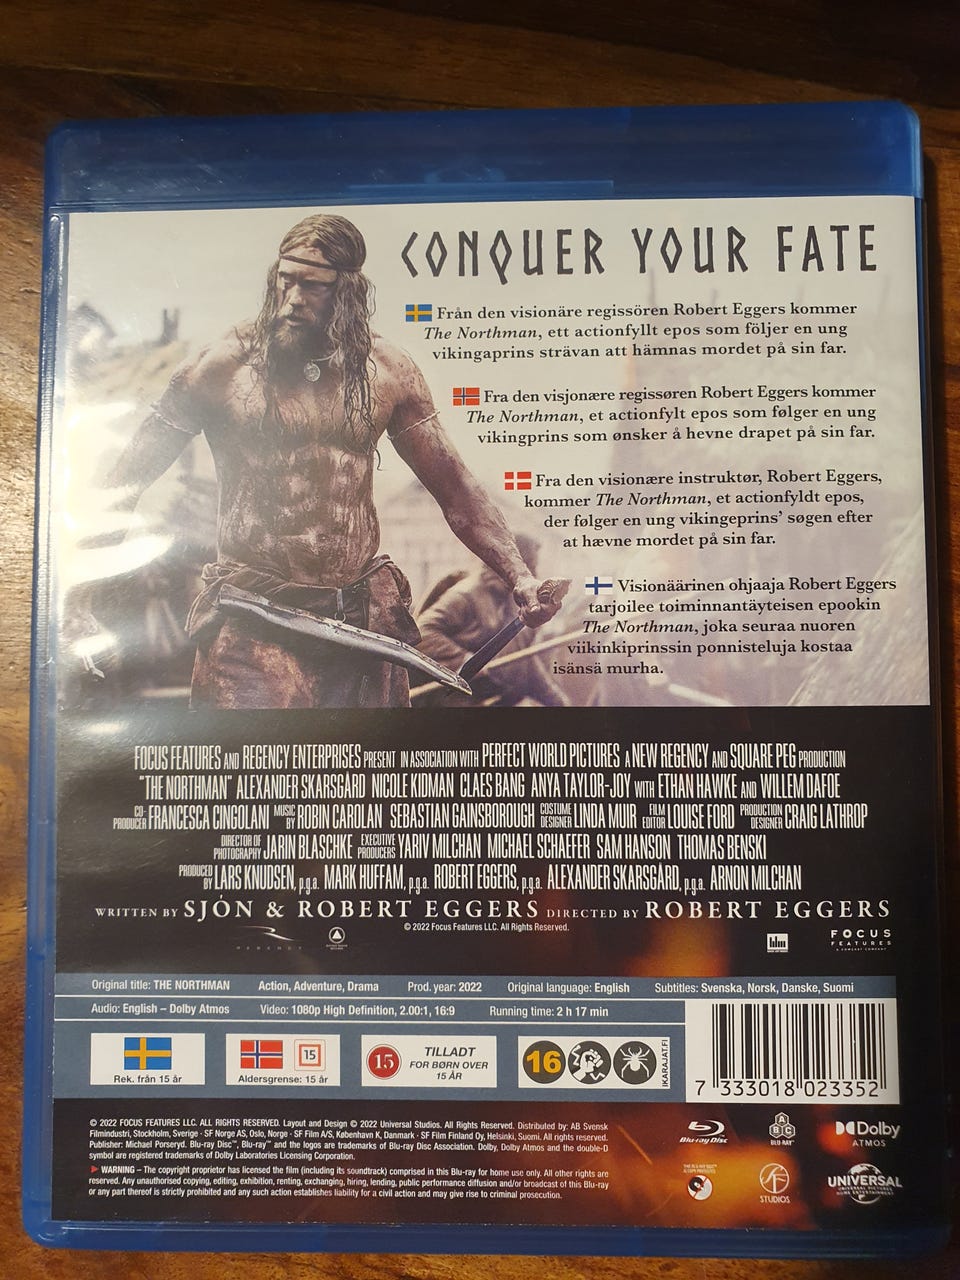 CONQUER YOUR FATE
Från den visionäre regissören Robert Eggers kommer
The Northman, ett actionfyllt epos som följer en ung
vikingaprins strävan att hämnas mordet på sin far.
Fra den visjonære regissøren Robert Eggers kommer
The Northman, et actionfylt epos som følger en ung
vikingprins som ønsker å hevne drapet på sin far.
Fra den visionære instruktør, Robert Eggers,
kommer The Northman, et actionfyldt epos,
der følger en ung vikingeprins' søgen efter
at hævne mordet på sin far.
Visionäärinen ohjaaja Robert Eggers
tarjoilee toiminnantäyteisen epookin
The Northman, joka seuraa nuoren
viikinkiprinssin ponnisteluja kostaa
isänsä murha.
FOCUS FEATURES AND REGENCY ENTERPRISES PRESENT IN ASSOCIATION WITH PERFECT WORLD PICTURES A NEW REGENCY AND SQUARE PEG PRODUCTION
"THE NORTHMAN" ALEXANDER SKARSGÅRD NICOLE KIDMAN CLAES BANG ANYA TAYLOR-JOY WITH ETHAN HAWKE AND WILLEM DAFOE
CO-PRODUCER FRANCESCA CINGOLANI MUSIC BY ROBIN CAROLAN SEBASTIAN GAINSBOROUGH COSTUME DESIGNER LINDA MUIR FILM EDITOR LOUISE FORD PRODUCTION DESIGNER CRAIG LATHROP
DIRECTOR OF PHOTOGRAPHY JARIN BLASCHKE EXECUTIVE PRODUCERS YARIV MILCHAN MICHAEL SCHAEFER SAM HANSON THOMAS BENSKI
PRODUCED BY LARS KNUDSEN, p.g.a. MARK HUFFAM, p.g.a. ROBERT EGGERS, p.g.a. ALEXANDER SKARSGÅRD, p.g.a. ARNON MILCHAN
WRITTEN BY SJÓN & ROBERT EGGERS DIRECTED BY ROBERT EGGERS
© 2022 Focus Features LLC. All Rights Reserved.
REGENCY
FOCUS
FEATURES
A COMCAST COMPANY
Original title: THE NORTHMAN Action, Adventure, Drama Prod. year: 2022 Original language: English Subtitles: Svenska, Norsk, Danske, Suomi
Audio: English – Dolby Atmos Video: 1080p High Definition, 2.00:1, 16:9 Running time: 2 h 17 min
Rek. från 15 år
15
Aldersgrense: 15 år
15
TILLADT
FOR BØRN OVER
15 ÅR
16
IKARAJAT.FI
7 333018 023352
© 2022 FOCUS FEATURES LLC. ALL RIGHTS RESERVED. Layout and Design © 2022 Universal Studios. All Rights Reserved. Distributed by: AB Svensk
Filmindustri, Stockholm, Sverige · SF Norge AS, Oslo, Norge · SF Film A/S, København K, Danmark · SF Film Finland Oy, Helsinki, Suomi. All rights reserved.
Publisher: Michael Porseryd. Blu-ray Disc™, Blu-ray™ and the logos are trademarks of Blu-ray Disc Association. Dolby, Dolby Atmos and the double-D
symbol are registered trademarks of Dolby Laboratories Licensing Corporation.
WARNING – The copyright proprietor has licensed the film (including its soundtrack) comprised in this Blu-ray for home use only. All other rights are
reserved. Any unauthorised copying, editing, exhibition, renting, exchanging, hiring, lending, public performance diffusion and/or broadcast of this Blu-ray
or any part thereof is strictly prohibited and any such action establishes liability for a civil action and may give rise to criminal prosecution.
Blu-ray Disc
A B C
BLU-RAY™
Dolby
ATMOS
SF
STUDIOS
UNIVERSAL
UNIVERSAL PICTURES
HOME ENTERTAINMENT